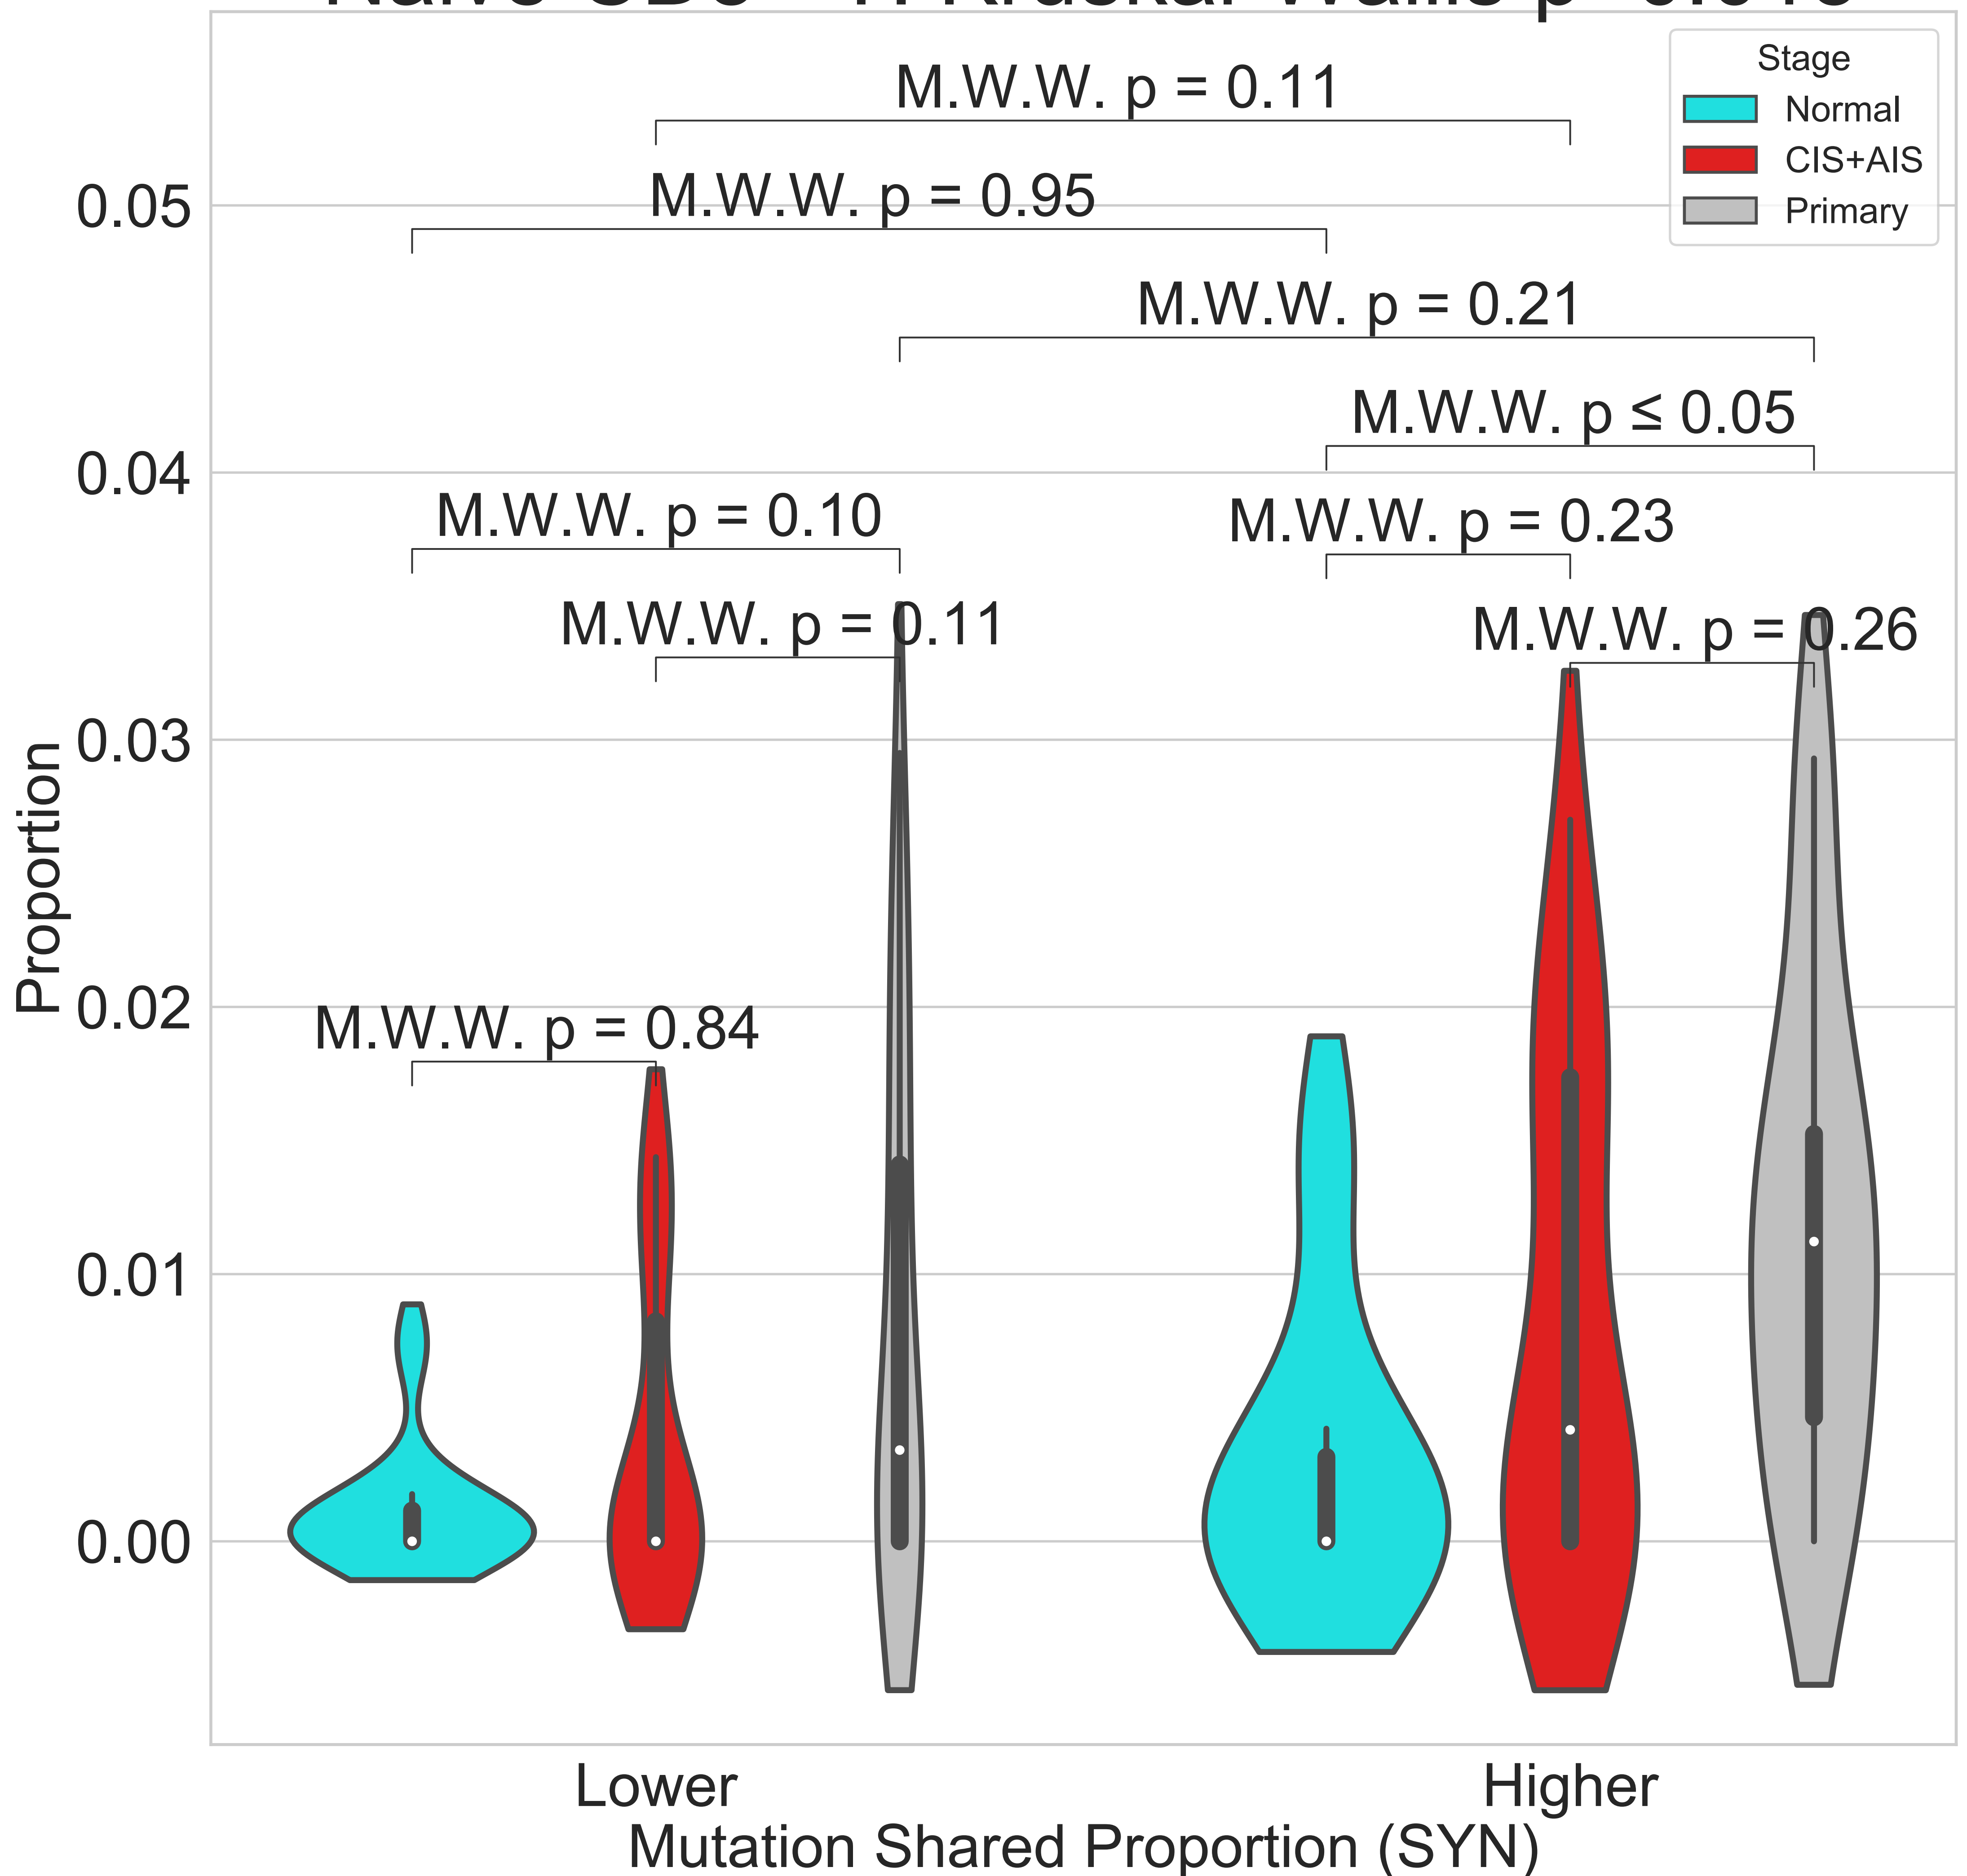 Stage
Normal
CIS+AIS
Primary
M.W.W. p = 0.11
M.W.W. p = 0.95
M.W.W. p = 0.21
M.W.W. p ≤ 0.05
M.W.W. p = 0.10
M.W.W. p = 0.23
M.W.W. p = 0.11
M.W.W. p = 0.26
M.W.W. p = 0.84
0.05
0.04
0.03
0.02
0.01
0.00
Proportion
Lower
Higher
Mutation Shared Proportion (SYN)